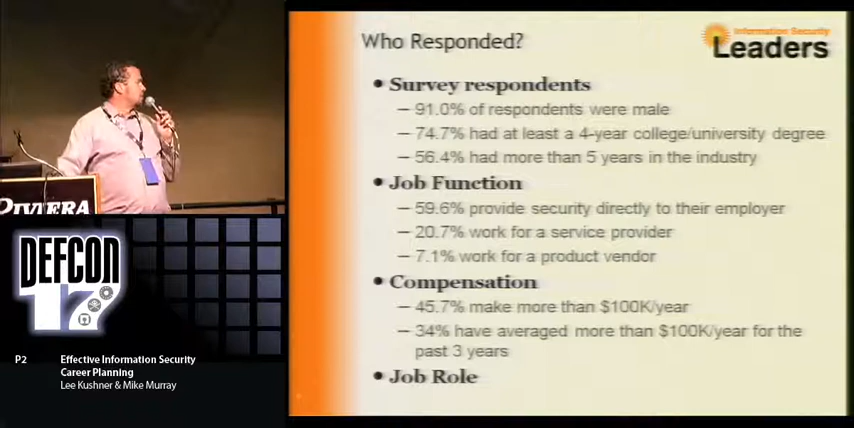 RIVIERA
DEFCON
17
P2 Effective Information Security
Career Planning
Lee Kushner & Mike Murray
Who Responded?
Information Security
Leaders
• Survey respondents
– 91.0% of respondents were male
– 74.7% had at least a 4-year college/university degree
– 56.4% had more than 5 years in the industry
• Job Function
– 59.6% provide security directly to their employer
– 20.7% work for a service provider
– 7.1% work for a product vendor
• Compensation
– 45.7% make more than $100K/year
– 34% have averaged more than $100K/year for the
past 3 years
• Job Role